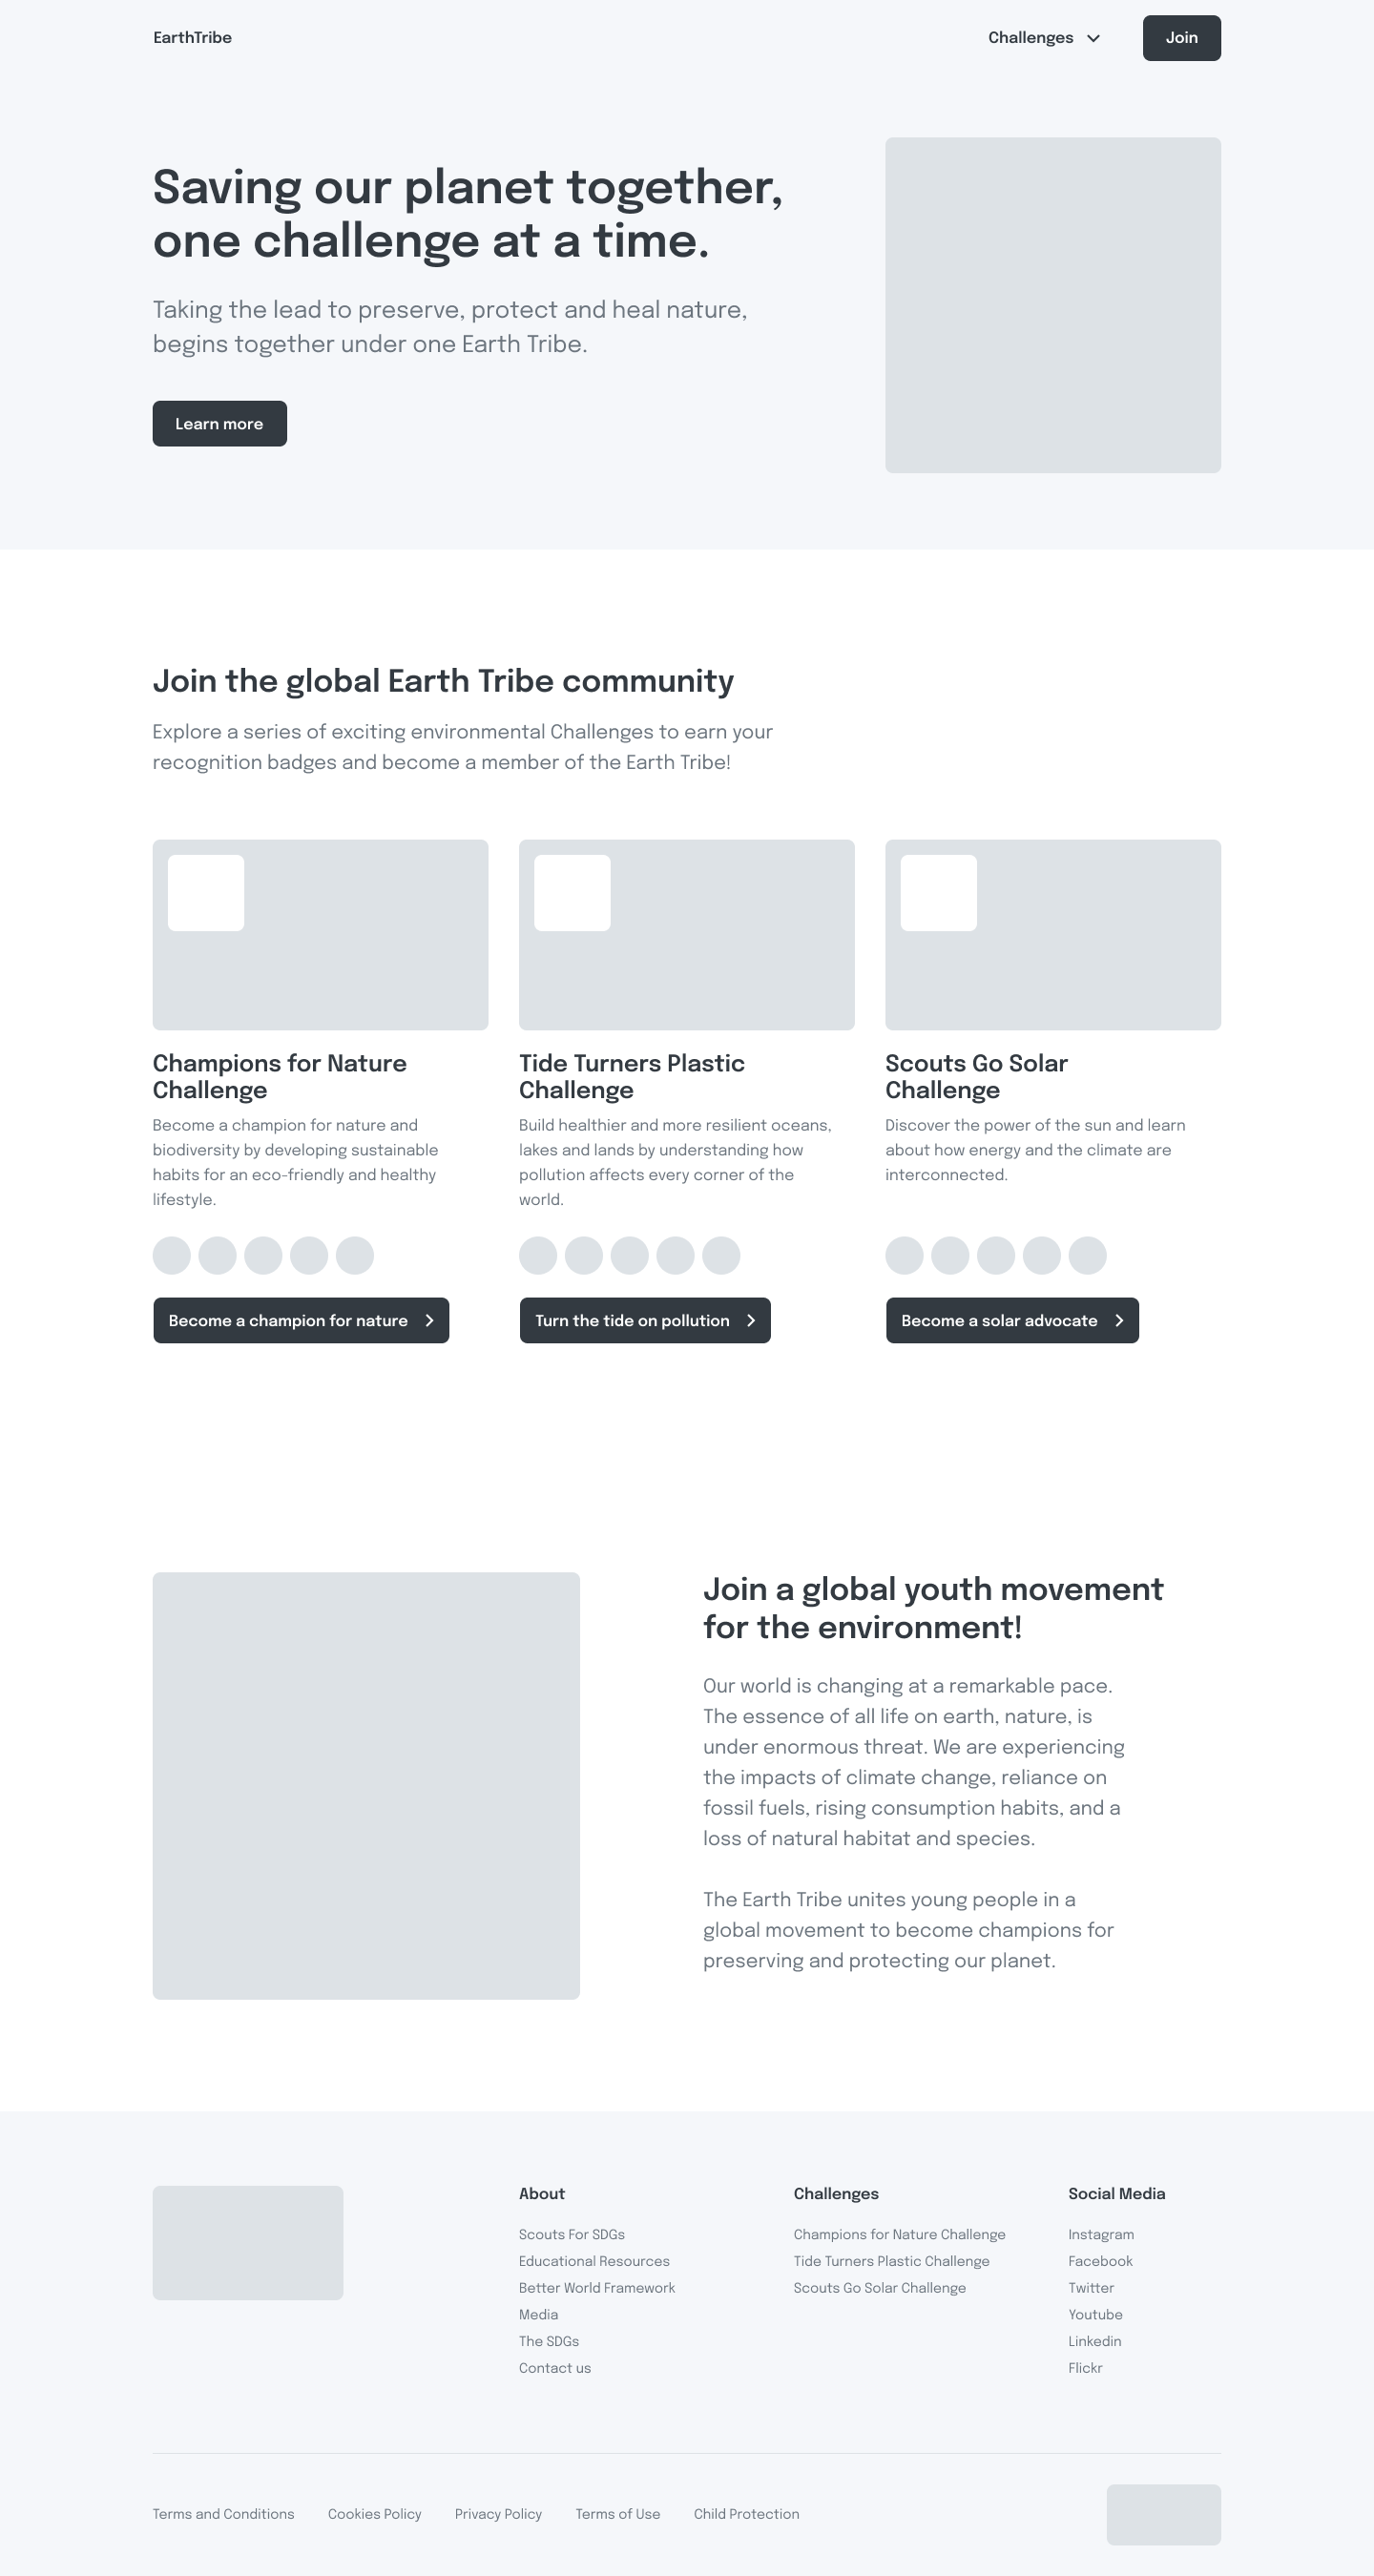 EarthTribe
Challenges
Join
Saving our planet together,
one challenge at a time.
Taking the lead to preserve, protect and heal nature,
begins together under one Earth Tribe.
Learn more
Join the global Earth Tribe community
Explore a series of exciting environmental Challenges to earn your
recognition badges and become a member of the Earth Tribe!
Champions for Nature
Challenge
Become a champion for nature and
biodiversity by developing sustainable
habits for an eco-friendly and healthy
lifestyle.
Become a champion for nature
Tide Turners Plastic
Challenge
Build healthier and more resilient oceans,
lakes and lands by understanding how
pollution affects every corner of the
world.
Turn the tide on pollution
Scouts Go Solar
Challenge
Discover the power of the sun and learn
about how energy and the climate are
interconnected.
Become a solar advocate
Join a global youth movement
for the environment!
Our world is changing at a remarkable pace.
The essence of all life on earth, nature, is
under enormous threat. We are experiencing
the impacts of climate change, reliance on
fossil fuels, rising consumption habits, and a
loss of natural habitat and species.
The Earth Tribe unites young people in a
global movement to become champions for
preserving and protecting our planet.
About
Scouts For SDGs
Educational Resources
Better World Framework
Media
The SDGs
Contact us
Challenges
Champions for Nature Challenge
Tide Turners Plastic Challenge
Scouts Go Solar Challenge
Social Media
Instagram
Facebook
Twitter
Youtube
Linkedin
Flickr
Terms and Conditions
Cookies Policy
Privacy Policy
Terms of Use
Child Protection